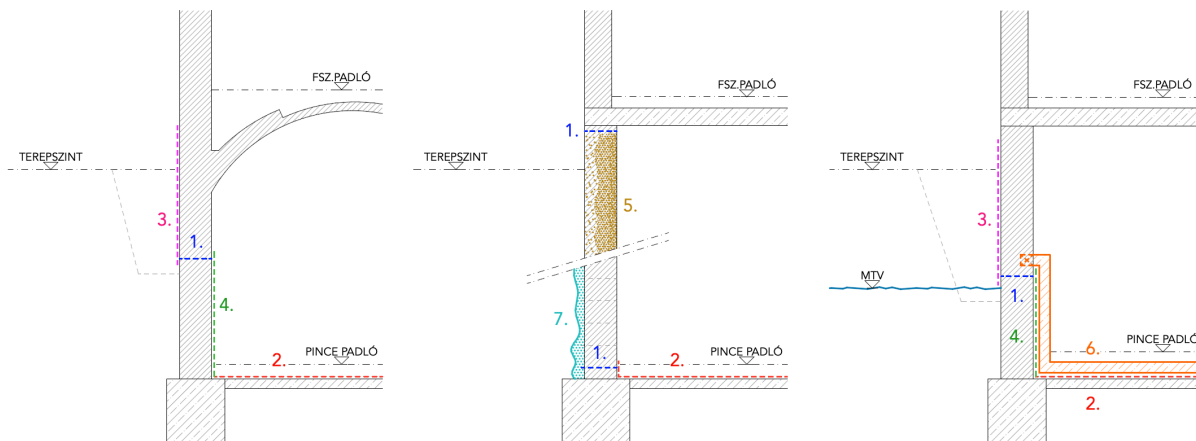 FSZ.PADLÓ
TEREPSZINT
3.
1.
4.
PINCE PADLÓ
2.
FSZ.PADLÓ
1.
TEREPSZINT
5.
7.
1.
PINCE PADLÓ
2.
FSZ.PADLÓ
TEREPSZINT
3.
MTV
1.
4.
PINCE PADLÓ
6.
2.